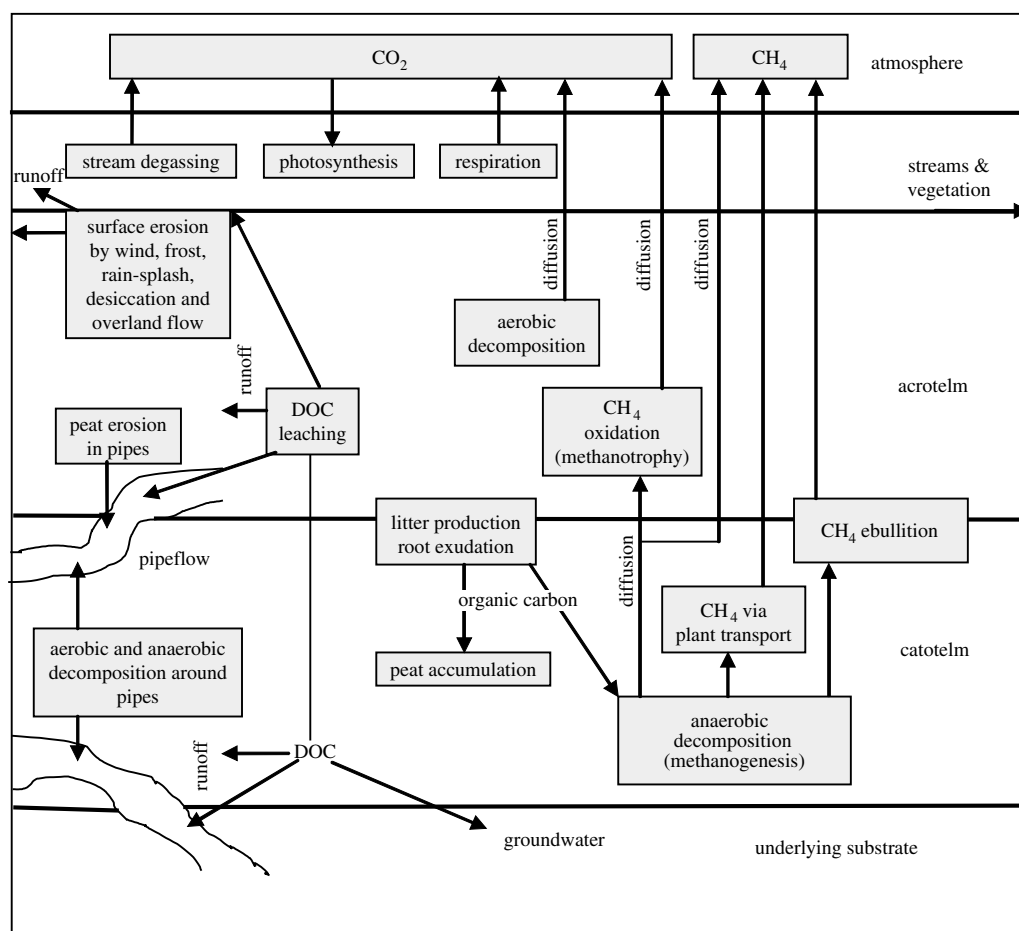 CO2
CH4
atmosphere
stream degassing
photosynthesis
respiration
streams &
vegetation
runoff
surface erosion
by wind, frost,
rain-splash,
desiccation and
overland flow
diffusion
diffusion
diffusion
aerobic
decomposition
runoff
DOC
leaching
CH4
oxidation
(methanotrophy)
acrotelm
peat erosion
in pipes
litter production
root exudation
CH4 ebullition
pipeflow
diffusion
organic carbon
CH4 via
plant transport
aerobic and anaerobic
decomposition around
pipes
peat accumulation
catotelm
anaerobic
decomposition
(methanogenesis)
runoff
DOC
groundwater
underlying substrate